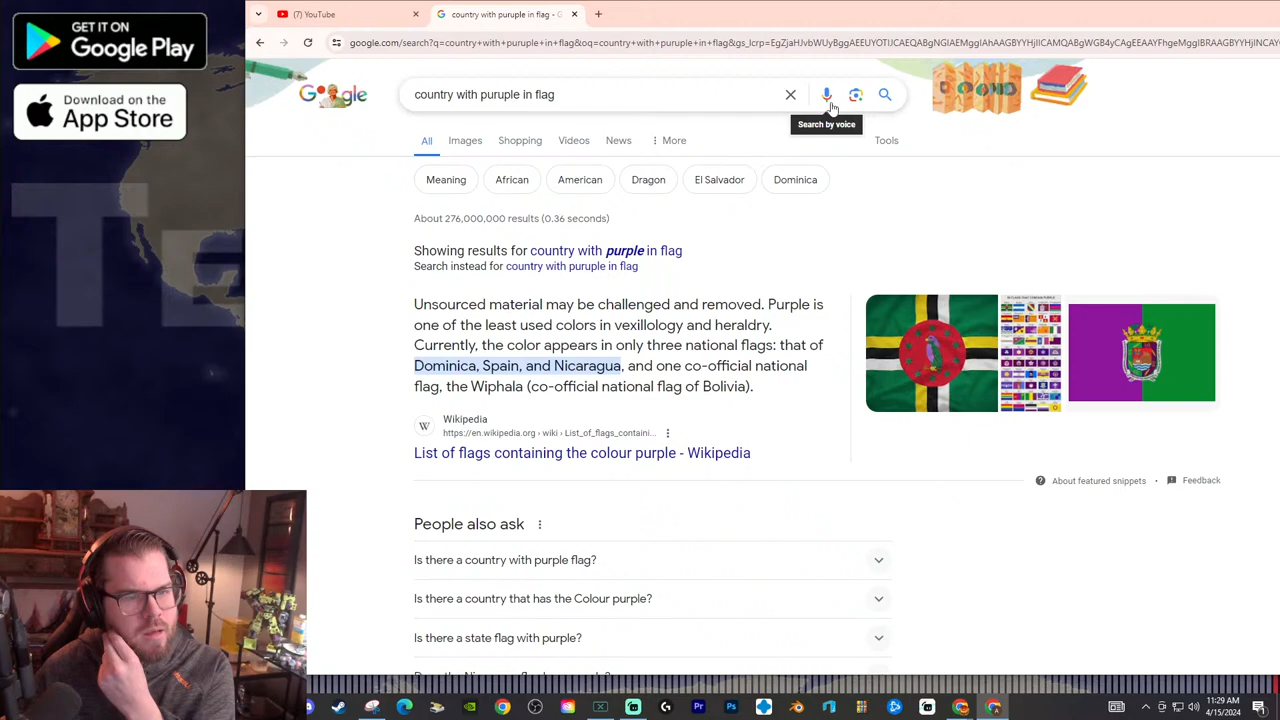 GET IT ON
Google Play
Download on the
App Store
YouTube
country with puruple in flag - G
google.com/search?q=country+with+puruple+in+flag
Google
country with puruple in flag
Search by voice
All
Images
Shopping
Videos
News
More
Tools
Meaning
African
American
Dragon
El Salvador
Dominica
About 276,000,000 results (0.36 seconds)
Showing results for country with purple in flag
Search instead for country with puruple in flag
Unsourced material may be challenged and removed. Purple is
one of the least used colors in vexillology and heraldry.
Currently, the color appears in only three national flags: that of
Dominica, Spain, and Nicaragua, and one co-official national
flag, the Wiphala (co-official national flag of Bolivia).
W
Wikipedia
https://en.wikipedia.org › wiki › List_of_flags_containi...
List of flags containing the colour purple - Wikipedia
About featured snippets
Feedback
People also ask
Is there a country with purple flag?
Is there a country that has the Colour purple?
Is there a state flag with purple?
11:29 AM
4/15/2024